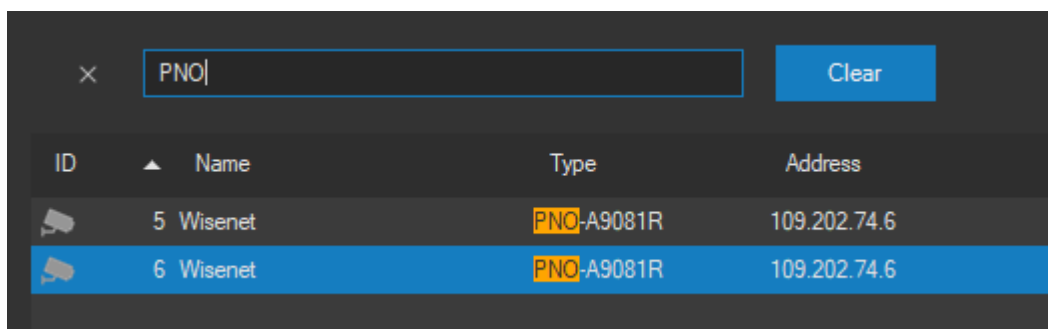 PNO
Clear
ID Name Type Address
5 Wisenet PNO-A9081R 109.202.74.6
6 Wisenet PNO-A9081R 109.202.74.6